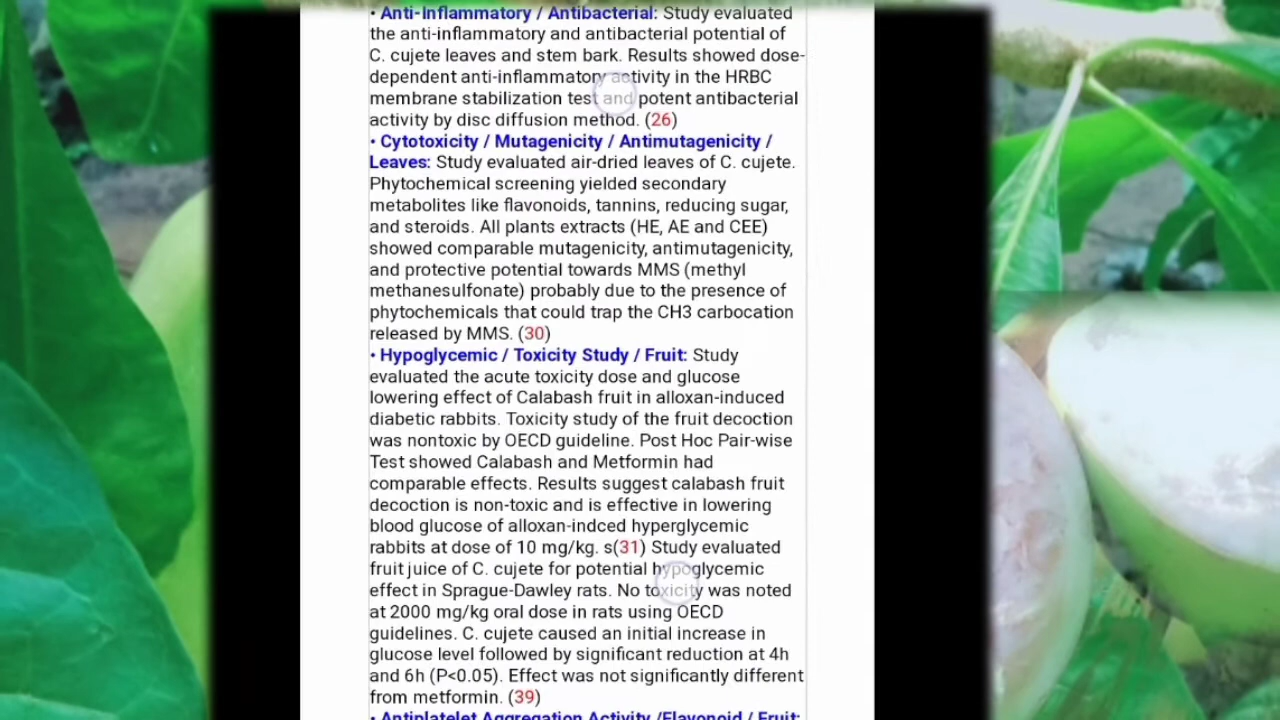 • Anti-Inflammatory / Antibacterial: Study evaluated
the anti-inflammatory and antibacterial potential of
C. cujete leaves and stem bark. Results showed dose-
dependent anti-inflammatory activity in the HRBC
membrane stabilization test and potent antibacterial
activity by disc diffusion method. (26)
• Cytotoxicity / Mutagenicity / Antimutagenicity /
Leaves: Study evaluated air-dried leaves of C. cujete.
Phytochemical screening yielded secondary
metabolites like flavonoids, tannins, reducing sugar,
and steroids. All plants extracts (HE, AE and CEE)
showed comparable mutagenicity, antimutagenicity,
and protective potential towards MMS (methyl
methanesulfonate) probably due to the presence of
phytochemicals that could trap the CH3 carbocation
released by MMS. (30)
• Hypoglycemic / Toxicity Study / Fruit: Study
evaluated the acute toxicity dose and glucose
lowering effect of Calabash fruit in alloxan-induced
diabetic rabbits. Toxicity study of the fruit decoction
was nontoxic by OECD guideline. Post Hoc Pair-wise
Test showed Calabash and Metformin had
comparable effects. Results suggest calabash fruit
decoction is non-toxic and is effective in lowering
blood glucose of alloxan-indced hyperglycemic
rabbits at dose of 10 mg/kg. s(31) Study evaluated
fruit juice of C. cujete for potential hypoglycemic
effect in Sprague-Dawley rats. No toxicity was noted
at 2000 mg/kg oral dose in rats using OECD
guidelines. C. cujete caused an initial increase in
glucose level followed by significant reduction at 4h
and 6h (P<0.05). Effect was not significantly different
from metformin. (39)
• Antiplatelet Aggregation Activity /Flavonoid / Fruit: